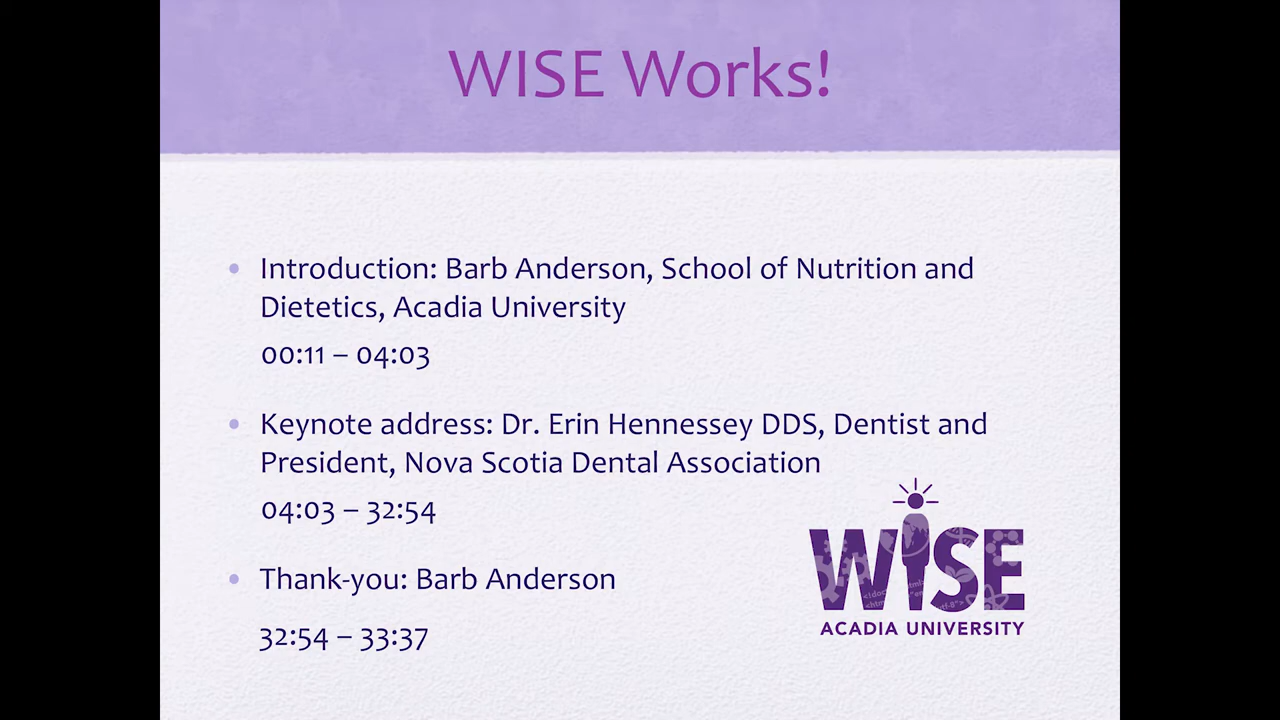 WISE Works!
Introduction: Barb Anderson, School of Nutrition and
Dietetics, Acadia University
00:11 – 04:03
Keynote address: Dr. Erin Hennessey DDS, Dentist and
President, Nova Scotia Dental Association
04:03 – 32:54
Thank-you: Barb Anderson
32:54 – 33:37
WISE
ACADIA UNIVERSITY